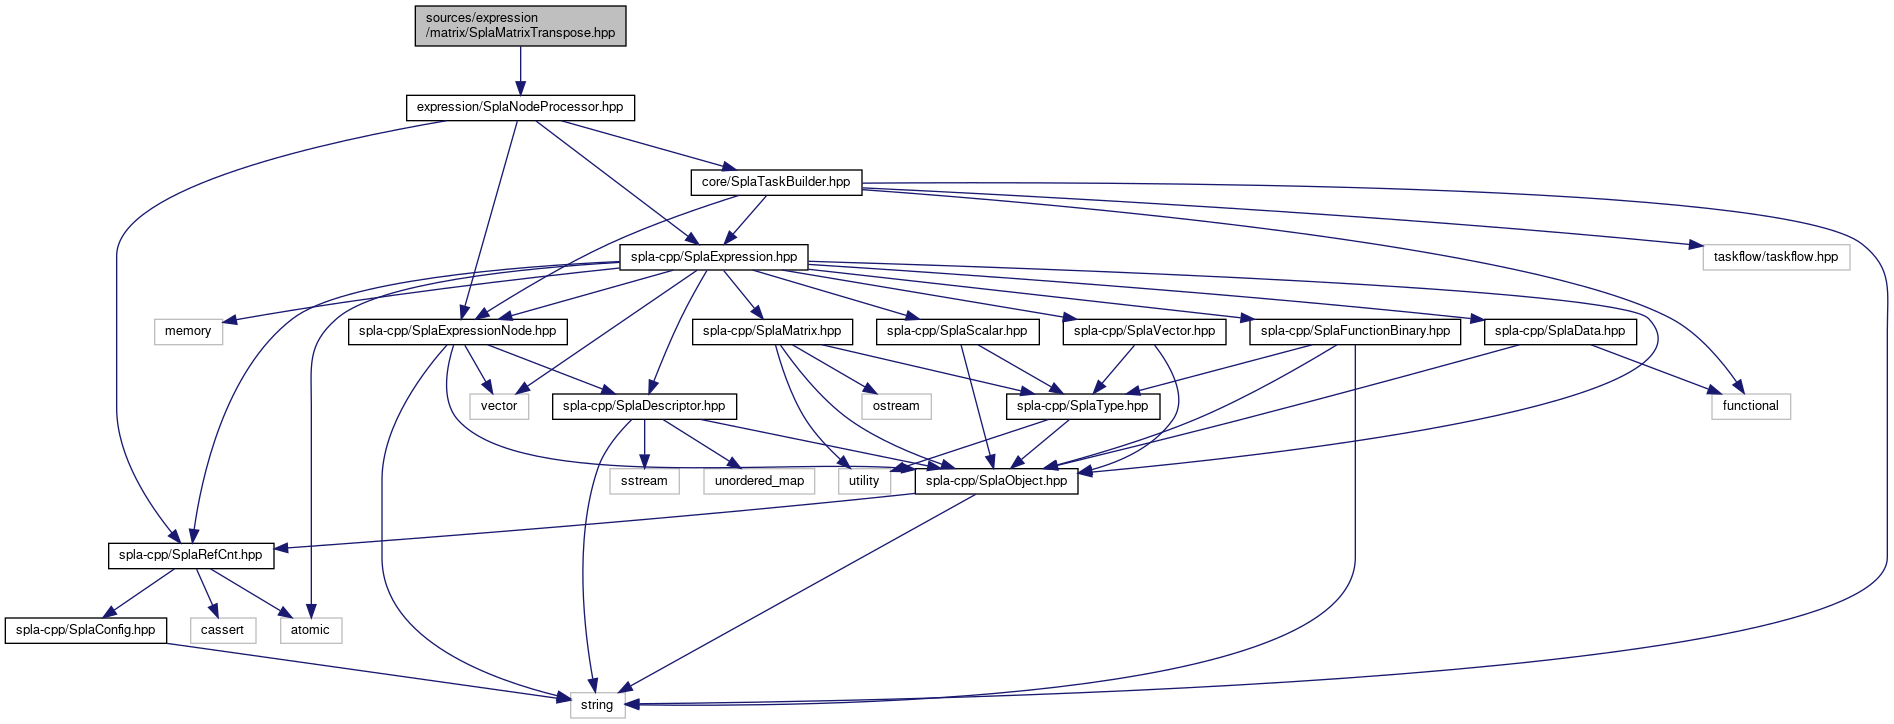 sources/expression
/matrix/SplaMatrixTranspose.hpp
expression/SplaNodeProcessor.hpp
core/SplaTaskBuilder.hpp
spla-cpp/SplaExpression.hpp
taskflow/taskflow.hpp
memory
spla-cpp/SplaExpressionNode.hpp
spla-cpp/SplaMatrix.hpp
spla-cpp/SplaScalar.hpp
spla-cpp/SplaVector.hpp
spla-cpp/SplaFunctionBinary.hpp
spla-cpp/SplaData.hpp
vector
spla-cpp/SplaDescriptor.hpp
ostream
spla-cpp/SplaType.hpp
functional
sstream
unordered_map
utility
spla-cpp/SplaObject.hpp
spla-cpp/SplaRefCnt.hpp
spla-cpp/SplaConfig.hpp
cassert
atomic
string